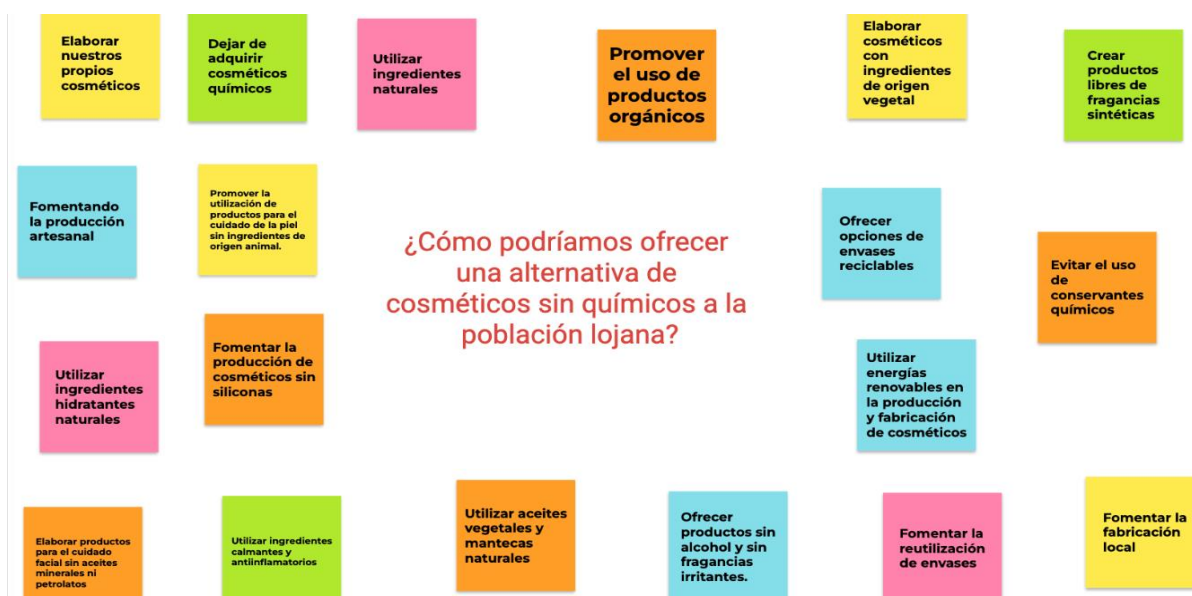 Elaborar
nuestros
propios
cosméticos
Dejar de
adquirir
cosméticos
químicos
Utilizar
ingredientes
naturales
Promover
el uso de
productos
orgánicos
Elaborar
cosméticos
con
ingredientes
de origen
vegetal
Crear
productos
libres de
fragancias
sintéticas
Fomentando
la producción
artesanal
Promover la
utilización de
productos para el
cuidado de la piel
sin ingredientes de
origen animal.
¿Cómo podríamos ofrecer
una alternativa de
cosméticos sin químicos a la
población lojana?
Ofrecer
opciones de
envases
reciclables
Evitar el uso
de
conservantes
químicos
Utilizar
ingredientes
hidratantes
naturales
Fomentar la
producción de
cosméticos sin
siliconas
Utilizar
energías
renovables en
la producción
y fabricación
de cosméticos
Elaborar productos
para el cuidado
facial sin aceites
minerales ni
petrolatos
Utilizar ingredientes
calmantes y
antiinflamatorios
Utilizar aceites
vegetales y
mantecas
naturales
Ofrecer
productos sin
alcohol y sin
fragancias
irritantes.
Fomentar la
reutilización
de envases
Fomentar la
fabricación
local